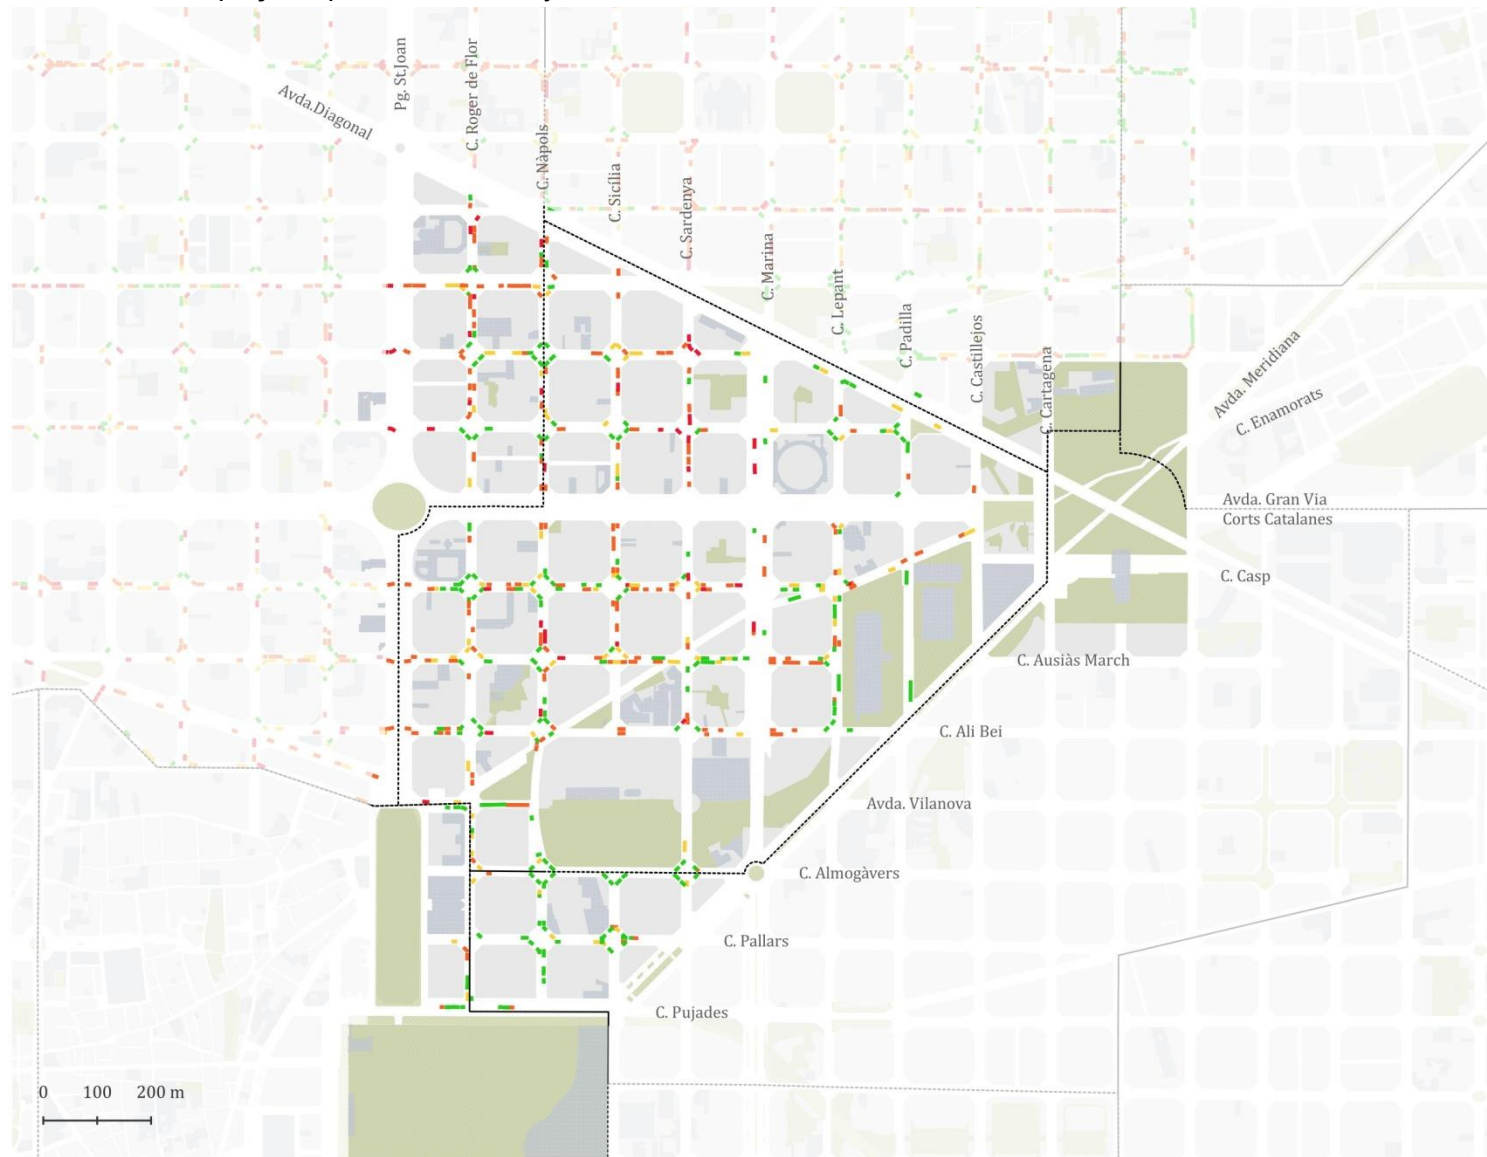 Pg. St.Joan
C. Roger de Flor
Avda.Diagonal
C. Nàpols
C. Sicília
C. Sardenya
C. Marina
C. Lepant
C. Padilla
C. Castillejos
C. Cartagena
Avda. Meridiana
C. Enamorats
Avda. Gran Via
Corts Catalanes
C. Casp
C. Ausiàs March
C. Ali Bei
Avda. Vilanova
C. Almogàvers
C. Pallars
C. Pujades
0 100 200 m